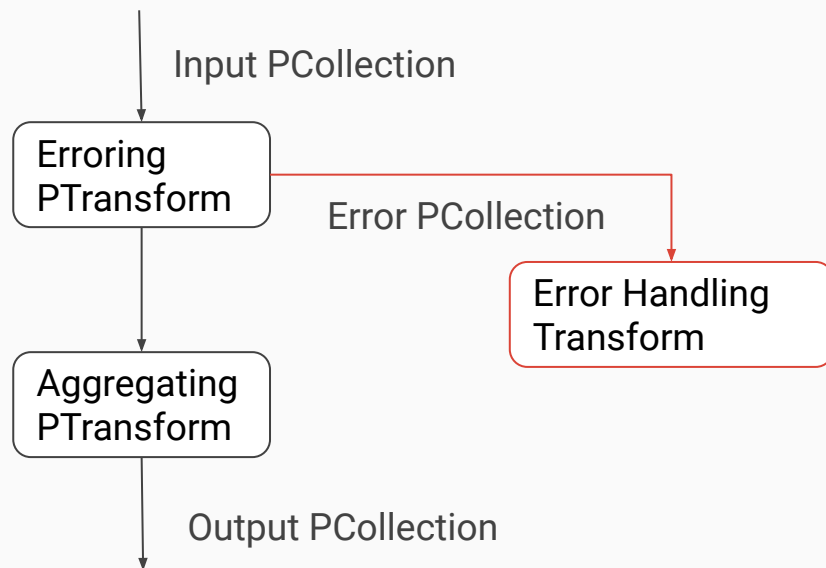 Input PCollection
Erroring
PTransform
Error PCollection
Error Handling
Transform
Aggregating
PTransform
Output PCollection